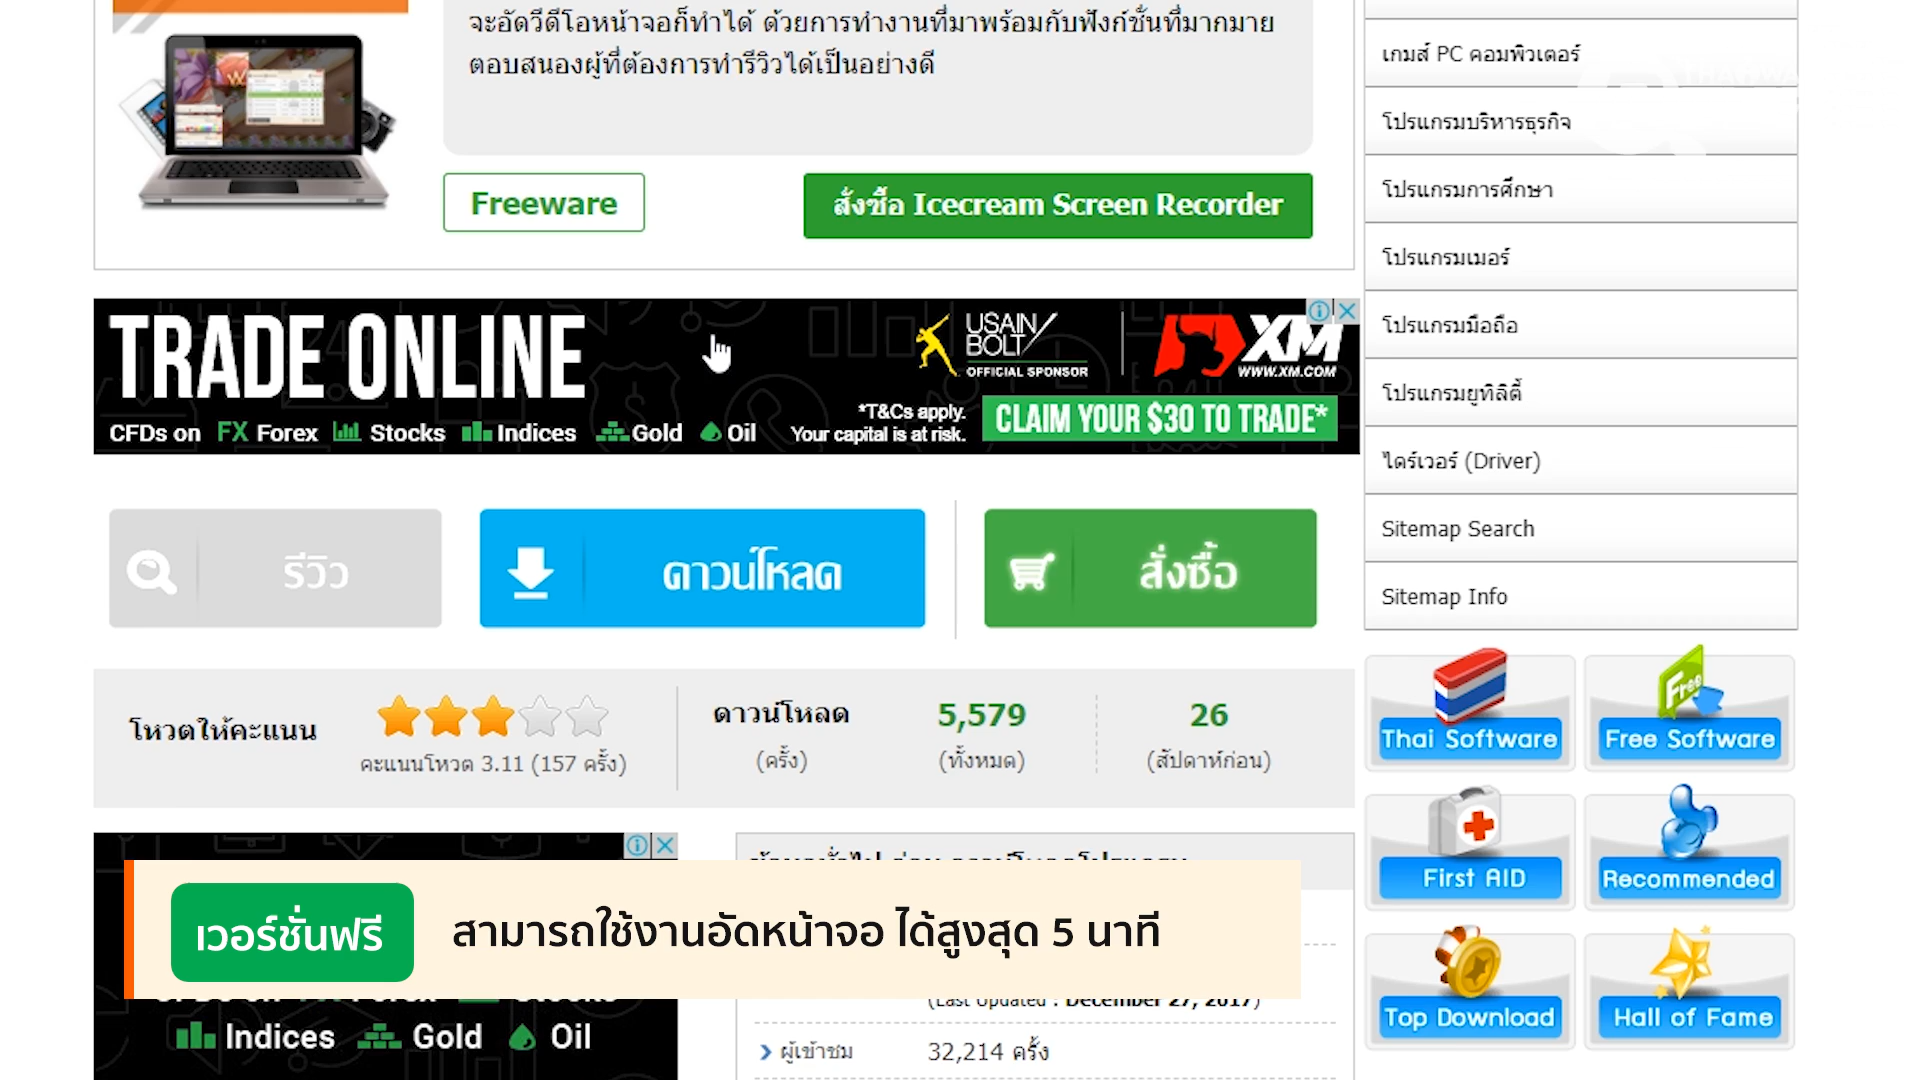 จะอัดวีดีโอหน้าจอก็ทำได้ ด้วยการทำงานที่มาพร้อมกับฟังก์ชั่นที่มากมาย
ตอบสนองผู้ที่ต้องการทำรีวิวได้เป็นอย่างดี
Freeware
สั่งซื้อ Icecream Screen Recorder
TRADE ONLINE
CFDs on FX Forex Stocks Indices Gold Oil
USAIN
BOLT
OFFICIAL SPONSOR
XM
WWW.XM.COM
*T&Cs apply.
Your capital is at risk.
CLAIM YOUR $30 TO TRADE*
รีวิว
ดาวน์โหลด
สั่งซื้อ
โหวตให้คะแนน
คะแนนโหวต 3.11 (157 ครั้ง)
ดาวน์โหลด
(ครั้ง)
5,579
(ทั้งหมด)
26
(สัปดาห์ก่อน)
เวอร์ชั่นฟรี
สามารถใช้งานอัดหน้าจอ ได้สูงสุด 5 นาที
Indices Gold Oil
(Last Updated : December 27, 2017)
ผู้เข้าชม 32,214 ครั้ง
เกมส์ PC คอมพิวเตอร์
โปรแกรมบริหารธุรกิจ
โปรแกรมการศึกษา
โปรแกรมเมอร์
โปรแกรมมือถือ
โปรแกรมยูทิลิตี้
ไดร์เวอร์ (Driver)
Sitemap Search
Sitemap Info
Thai Software
Free
Free Software
First AID
Recommended
Top Download
Hall of Fame